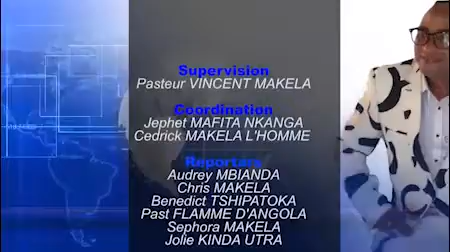 Supervision
Pasteur VINCENT MAKELA
Coordination
Jephet MAFITA NKANGA
Cedrick MAKELA L'HOMME
Reporters
Audrey MBIANDA
Chris MAKELA
Benedict TSHIPATOKA
Past FLAMME D'ANGOLA
Sephora MAKELA
Jolie KINDA UTRA